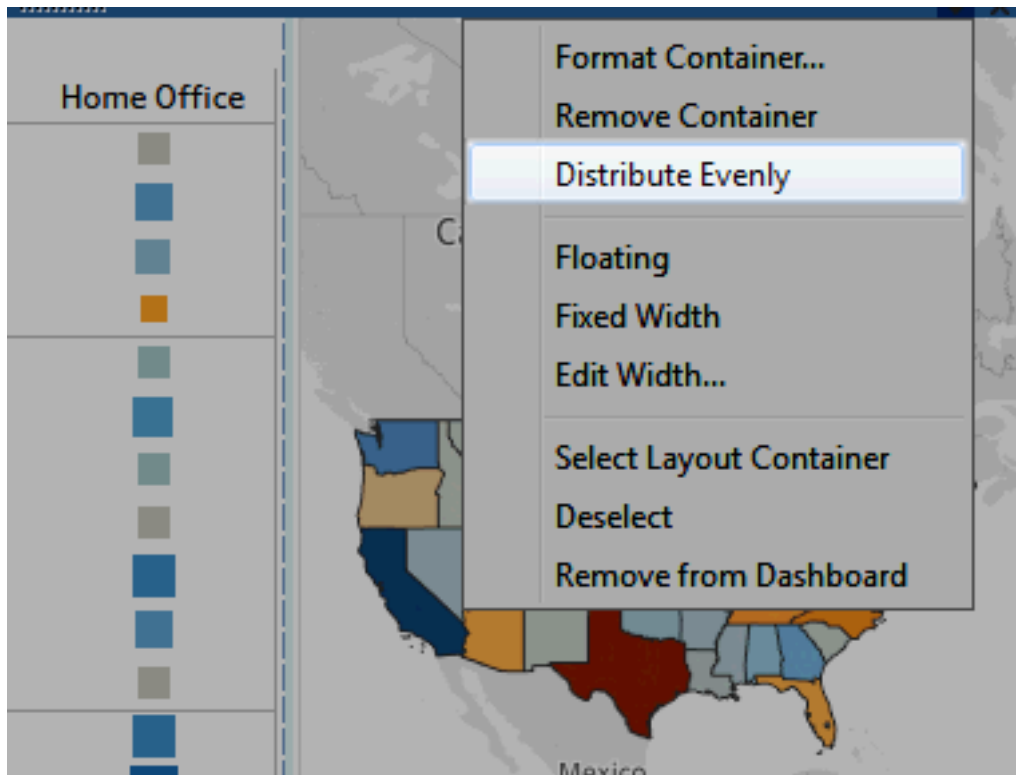 Home Office
Format Container...
Remove Container
Distribute Evenly
Floating
Fixed Width
Edit Width...
Select Layout Container
Deselect
Remove from Dashboard
Mexico